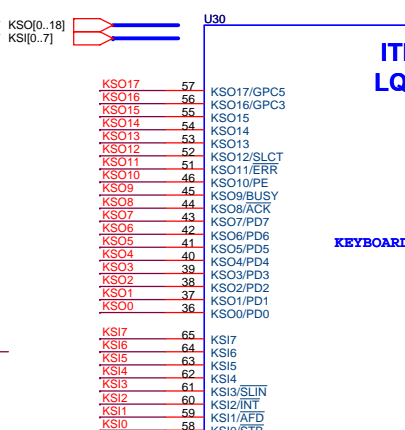 KSO[0..18]
KSI[0..7]
U30
KSO17 57 KSO17/GPC5
KSO16 56 KSO16/GPC3
KSO15 55 KSO15
KSO14 54 KSO14
KSO13 53 KSO13
KSO12 52 KSO12/SLCT
KSO11 51 KSO11/ERR
KSO10 46 KSO10/PE
KSO9 45 KSO9/BUSY
KSO8 44 KSO8/ACK
KSO7 43 KSO7/PD7
KSO6 42 KSO6/PD6
KSO5 41 KSO5/PD5
KSO4 40 KSO4/PD4
KSO3 39 KSO3/PD3
KSO2 38 KSO2/PD2
KSO1 37 KSO1/PD1
KSO0 36 KSO0/PD0
KSI7 65 KSI7
KSI6 64 KSI6
KSI5 63 KSI5
KSI4 62 KSI4
KSI3 61 KSI3/SLIN
KSI2 60 KSI2/INT
KSI1 59 KSI1/AFD
KSI0 58 KSI0/STB
LQ
KEYBOARD